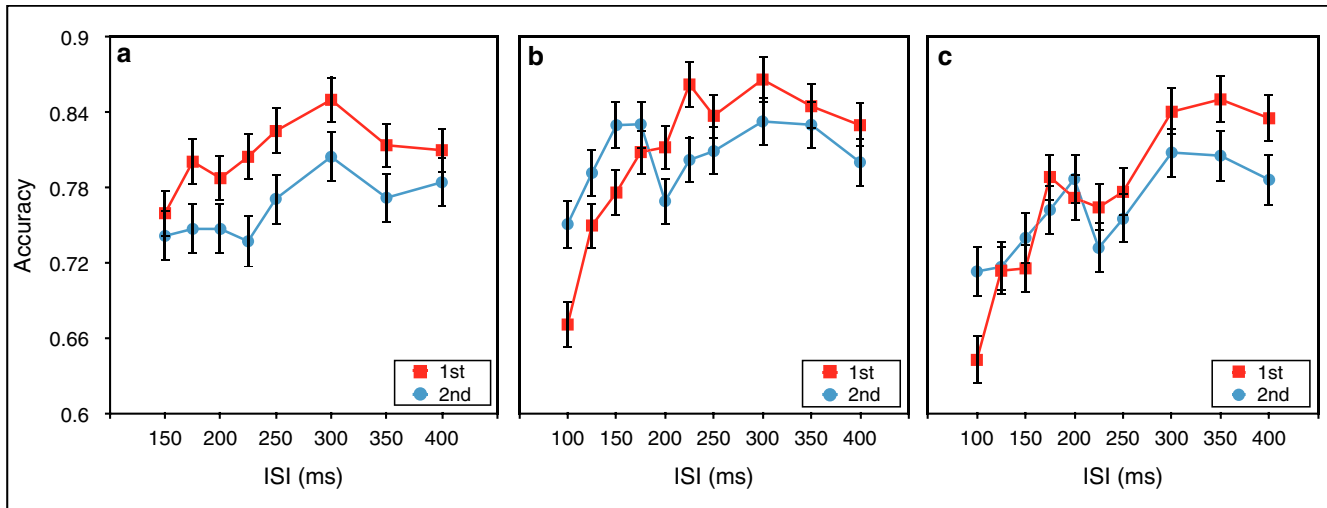 a
b
c
0.9
0.84
0.78
0.72
0.66
0.6
Accuracy
1st
2nd
1st
2nd
1st
2nd
150 200 250 300 350 400
100 150 200 250 300 350 400
100 150 200 250 300 350 400
ISI (ms)
ISI (ms)
ISI (ms)